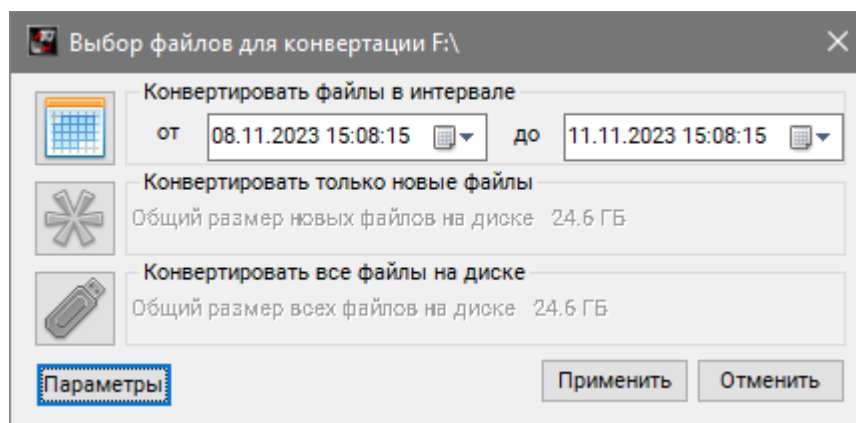 Выбор файлов для конвертации F:\
Конвертировать файлы в интервале
от 08.11.2023 15:08:15 до 11.11.2023 15:08:15
Конвертировать только новые файлы
Общий размер новых файлов на диске 24.6 ГБ
Конвертировать все файлы на диске
Общий размер всех файлов на диске 24.6 ГБ
Параметры Применить Отменить